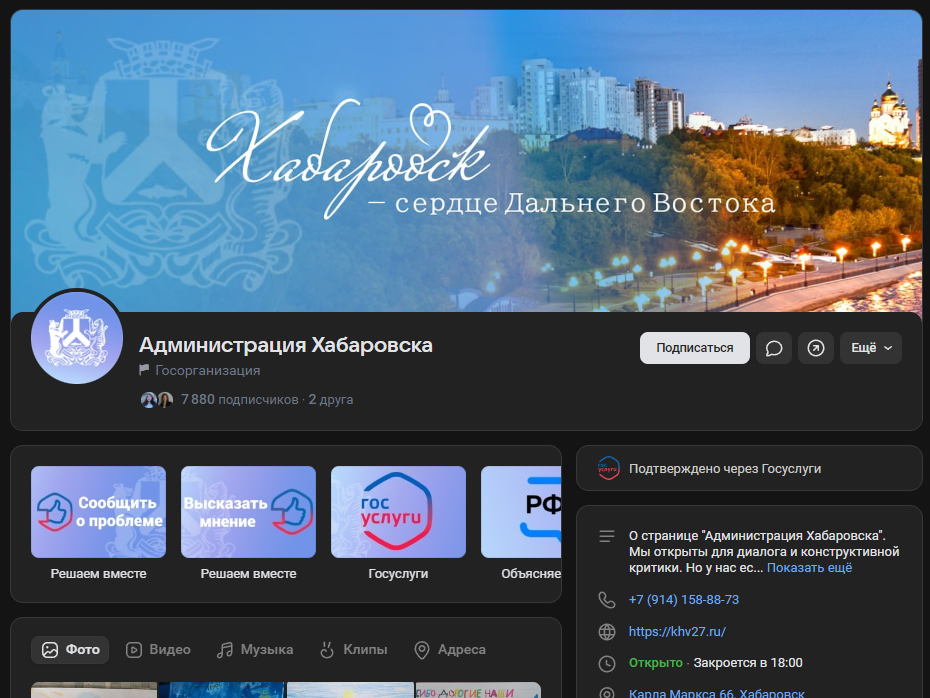 Хабаровск
– сердце Дальнего Востока
Администрация Хабаровска
Госорганизация
7 880 подписчиков · 2 друга
Подписаться
Ещё
Сообщить
о проблеме
Решаем вместе
Высказать
мнение
Решаем вместе
гос
услуги
Госуслуги
РФ
Объясняе
Фото
Видео
Музыка
Клипы
Адреса
гос
услуги
Подтверждено через Госуслуги
О странице "Администрация Хабаровска".
Мы открыты для диалога и конструктивной
критики. Но у нас ес... Показать ещё
+7 (914) 158-88-73
https://khv27.ru/
Открыто · Закроется в 18:00
Карла Маркса 66, Хабаровск